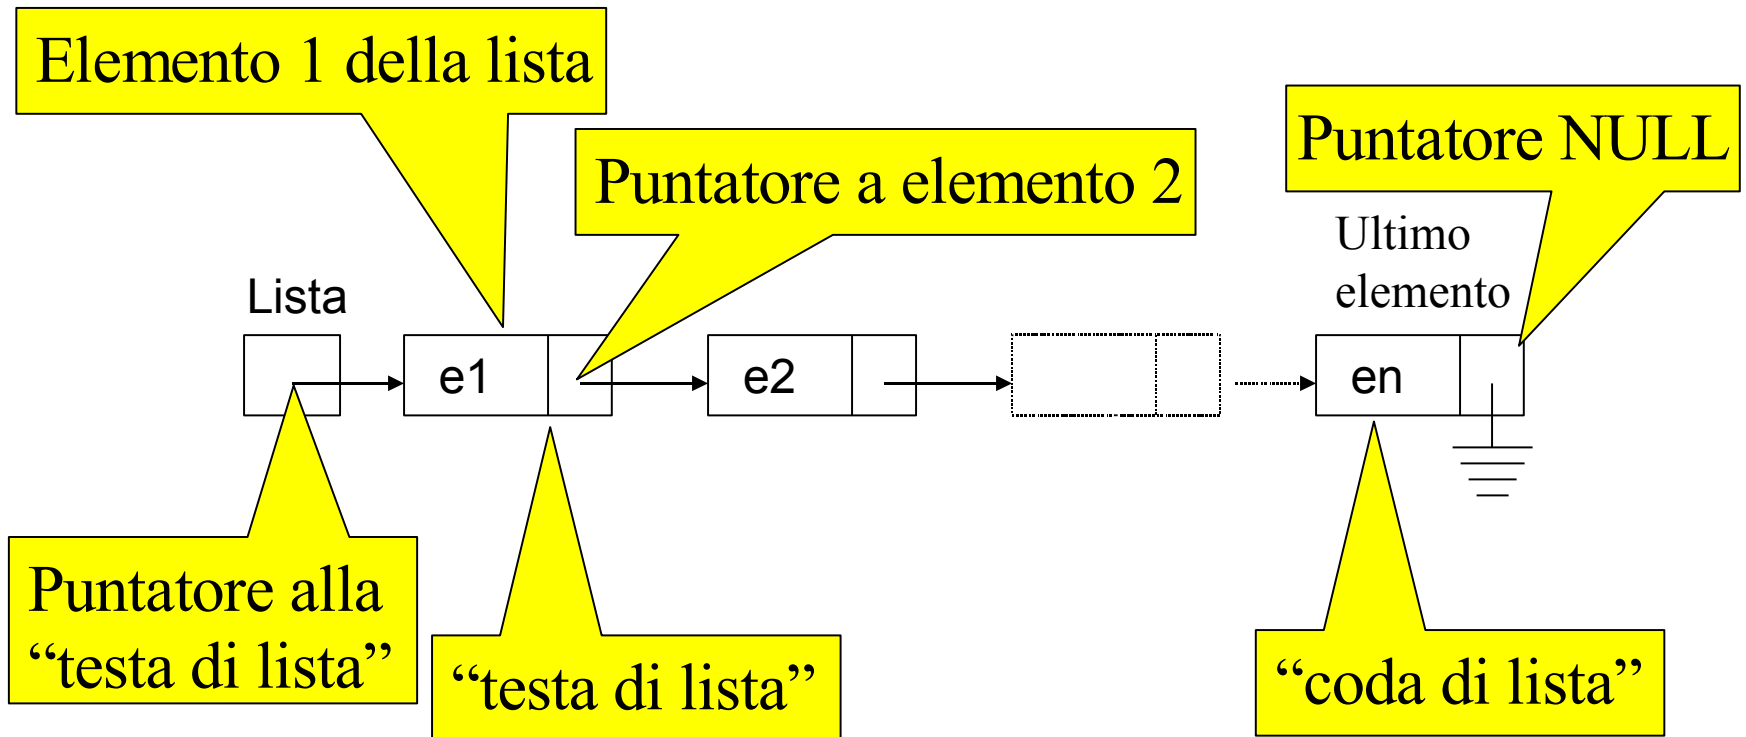 Elemento 1 della lista
Puntatore a elemento 2
Puntatore NULL
Ultimo
elemento
Lista
e1
e2
en
Puntatore alla
“testa di lista”
“testa di lista”
“coda di lista”